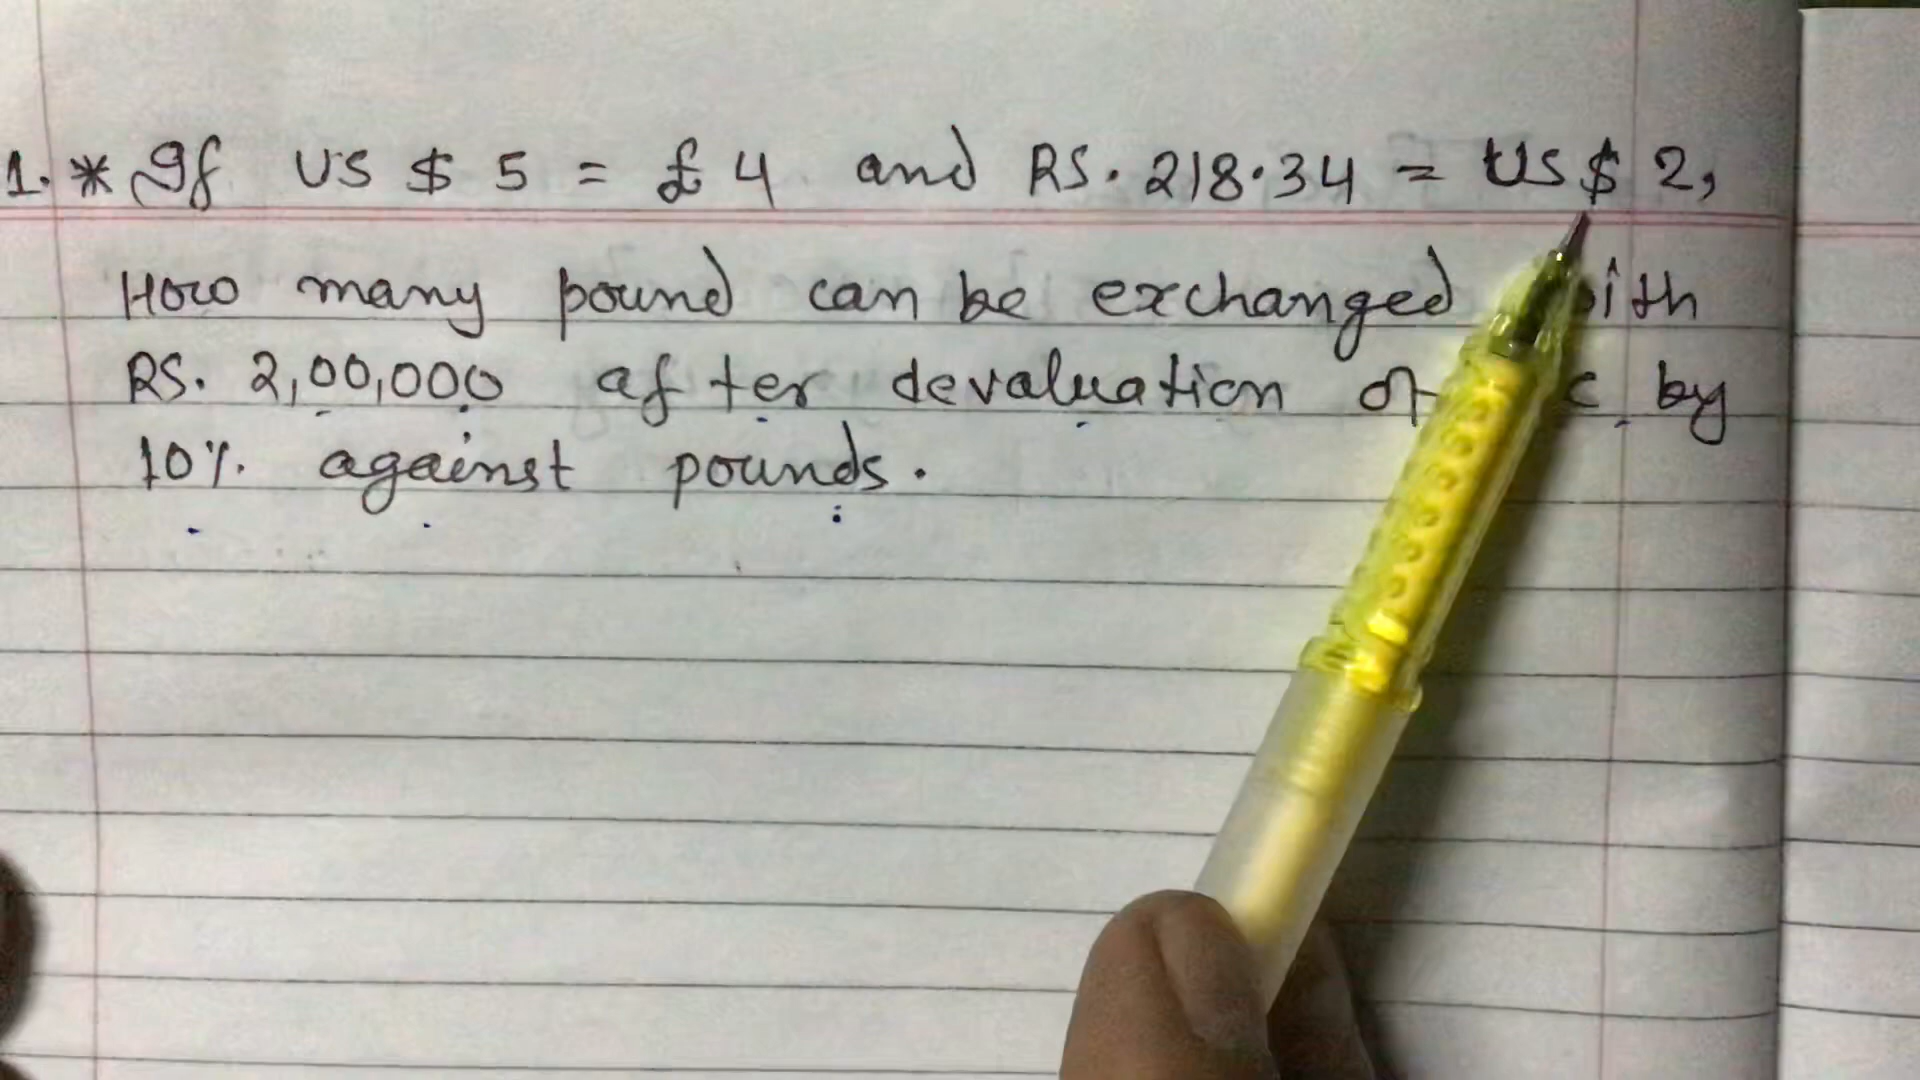 1. * If US $ 5 = £ 4 and RS. 218.34 = US $ 2,
How many pound can be exchanged
RS. 2,00,000 after devaluation of by
10% against pounds.